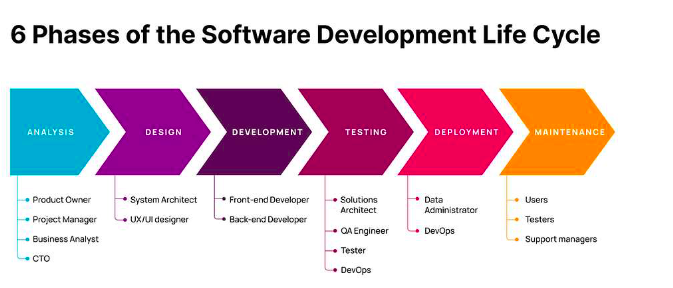 6 Phases of the Software Development Life Cycle
ANALYSIS
DESIGN
DEVELOPMENT
TESTING
DEPLOYMENT
MAINTENANCE
Product Owner
Project Manager
Business Analyst
CTO
System Architect
UX/UI designer
Front-end Developer
Back-end Developer
Solutions
Architect
QA Engineer
Tester
DevOps
Data
Administrator
DevOps
Users
Testers
Support managers